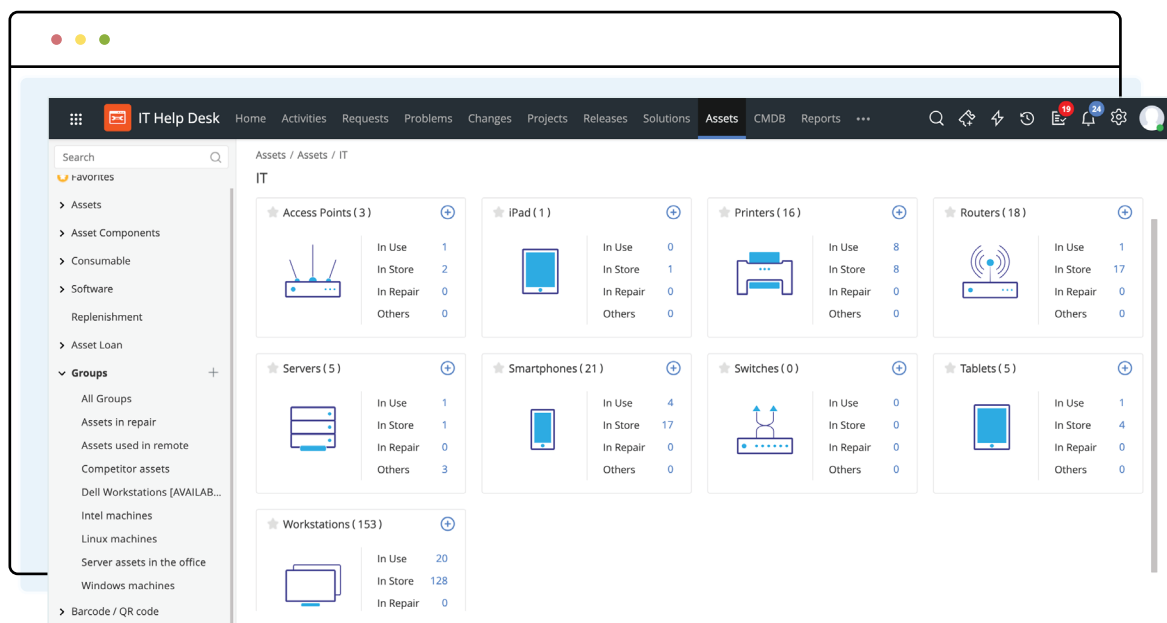 IT Help Desk Home Activities Requests Problems Changes Projects Releases Solutions Assets CMDB Reports ••• 19 24
Search
Favorites
Assets
Asset Components
Consumable
Software
Replenishment
Asset Loan
Groups
All Groups
Assets in repair
Assets used in remote
Competitor assets
Dell Workstations [AVAILAB...
Intel machines
Linux machines
Server assets in the office
Windows machines
Barcode / QR code
Assets / Assets / IT
IT
Access Points ( 3 )
In Use 1
In Store 2
In Repair 0
Others 0
iPad ( 1 )
In Use 0
In Store 1
In Repair 0
Others 0
Printers ( 16 )
In Use 8
In Store 8
In Repair 0
Others 0
Routers ( 18 )
In Use 1
In Store 17
In Repair 0
Others 0
Servers ( 5 )
In Use 1
In Store 1
In Repair 0
Others 3
Smartphones ( 21 )
In Use 4
In Store 17
In Repair 0
Others 0
Switches ( 0 )
In Use 0
In Store 0
In Repair 0
Others 0
Tablets ( 5 )
In Use 1
In Store 4
In Repair 0
Others 0
Workstations ( 153 )
In Use 20
In Store 128
In Repair 0